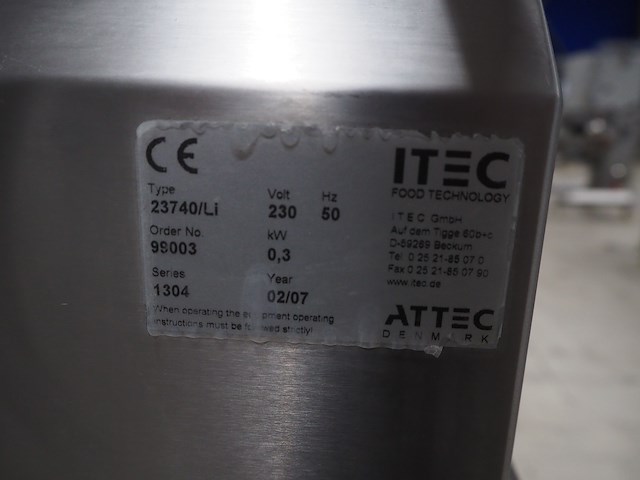 CE
Type
23740/Li
Volt
Hz
230
50
Order No.
98003
kW
0,3
Series
1304
Year
02/07
When operating the equipment operating
instructions must be followed strictly!
ITEC
FOOD TECHNOLOGY
ITEC GmbH
Auf dem Tigge 60b+c
D-59269 Beckum
Tel. 0 25 21-85 07 0
Fax 0 25 21-85 07 90
www.itec.de
ATTEC
DENMARK